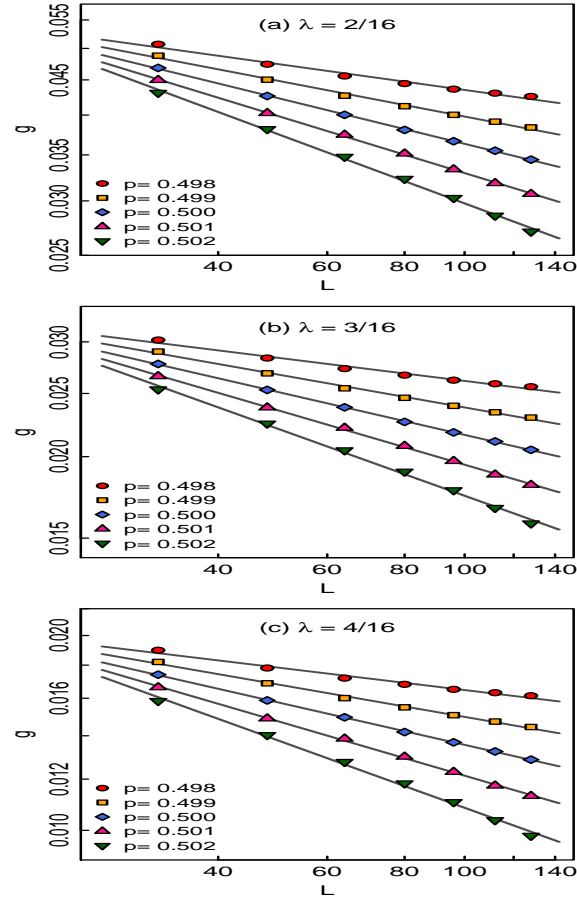 (a) λ = 2/16
0.055
0.045
0.035
0.030
0.025
g
p= 0.498
p= 0.499
p= 0.500
p= 0.501
p= 0.502
40 60 80 100 140
L
(b) λ = 3/16
0.030
0.025
0.020
0.015
g
p= 0.498
p= 0.499
p= 0.500
p= 0.501
p= 0.502
40 60 80 100 140
L
(c) λ = 4/16
0.020
0.016
0.012
0.010
g
p= 0.498
p= 0.499
p= 0.500
p= 0.501
p= 0.502
40 60 80 100 140
L